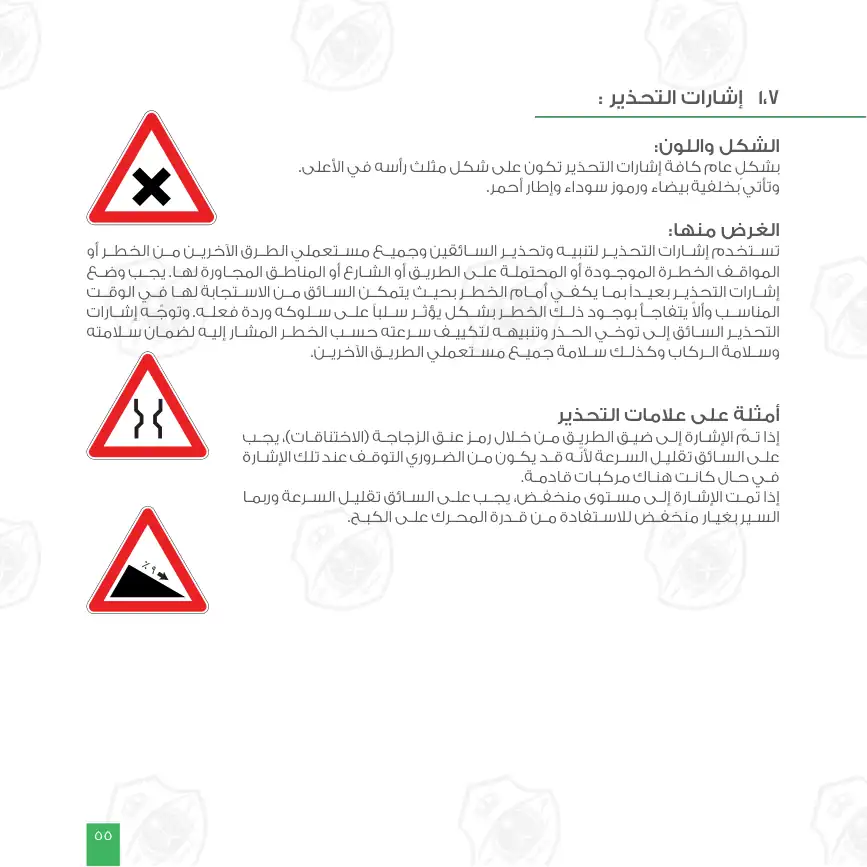 ١،٧ إشارات التحذير :
الشكل واللون:
بشكل عام كافة إشارات التحذير تكون على شكل مثلث رأسه في الأعلى.
وتأتي بخلفية بيضاء ورموز سوداء وإطار أحمر.
الغرض منها:
تستخدم إشارات التحذير لتنبيه وتحذير السائقين وجميع مستعملي الطرق الآخرين من الخطر أو
المواقف الخطرة الموجودة أو المحتملة على الطريق أو الشارع أو المناطق المجاورة لها. يجب وضع
إشارات التحذير بعيداً بما يكفي أمام الخطر بحيث يتمكن السائق من الاستجابة لها في الوقت
المناسب وألاّ يتفاجأ بوجود ذلك الخطر بشكل يؤثر سلباً على سلوكه وردة فعله. وتوجّه إشارات
التحذير السائق إلى توخي الحذر وتنبيهه لتكييف سرعته حسب الخطر المشار إليه لضمان سلامته
وسلامة الركاب وكذلك سلامة جميع مستعملي الطريق الآخرين.
أمثلة على علامات التحذير
إذا تمّ الإشارة إلى ضيق الطريق من خلال رمز عنق الزجاجة (الاختناقات)، يجب
على السائق تقليل السرعة لأنّه قد يكون من الضروري التوقف عند تلك الإشارة
في حال كانت هناك مركبات قادمة.
إذا تمت الإشارة إلى مستوى منخفض، يجب على السائق تقليل السرعة وربما
السير بغيار منخفض للاستفادة من قدرة المحرك على الكبح.
٩ ٪
٥٥